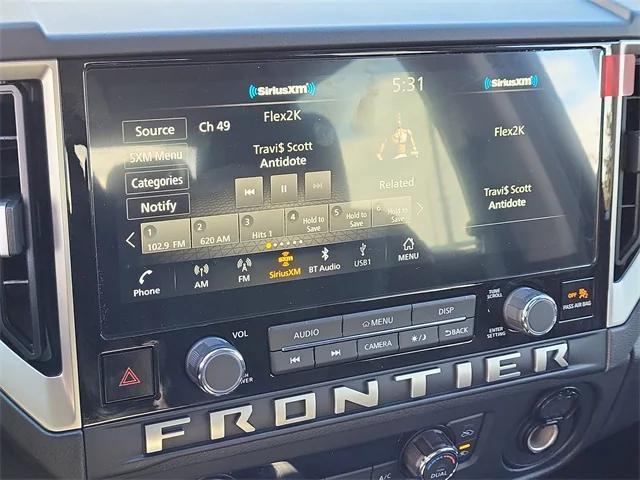 SiriusXM
5:31
SiriusXM
Source
Ch 49
Flex2K
SXM Menu
Categories
Notify
Travi$ Scott
Antidote
Related
Flex2K
Travi$ Scott
Antidote
1 102.9 FM
2 620 AM
3 Hits 1
4 Hold to Save
5 Hold to Save
6 Hold to Save
Phone
AM
FM
SXM SiriusXM
BT Audio
USB1
MENU
VOL
AUDIO
MENU
DISP
CAMERA
BACK
TUNE
SCROLL
ENTER
SETTING
OFF
PASS AIR BAG
FRONTIER
A/C
DUAL